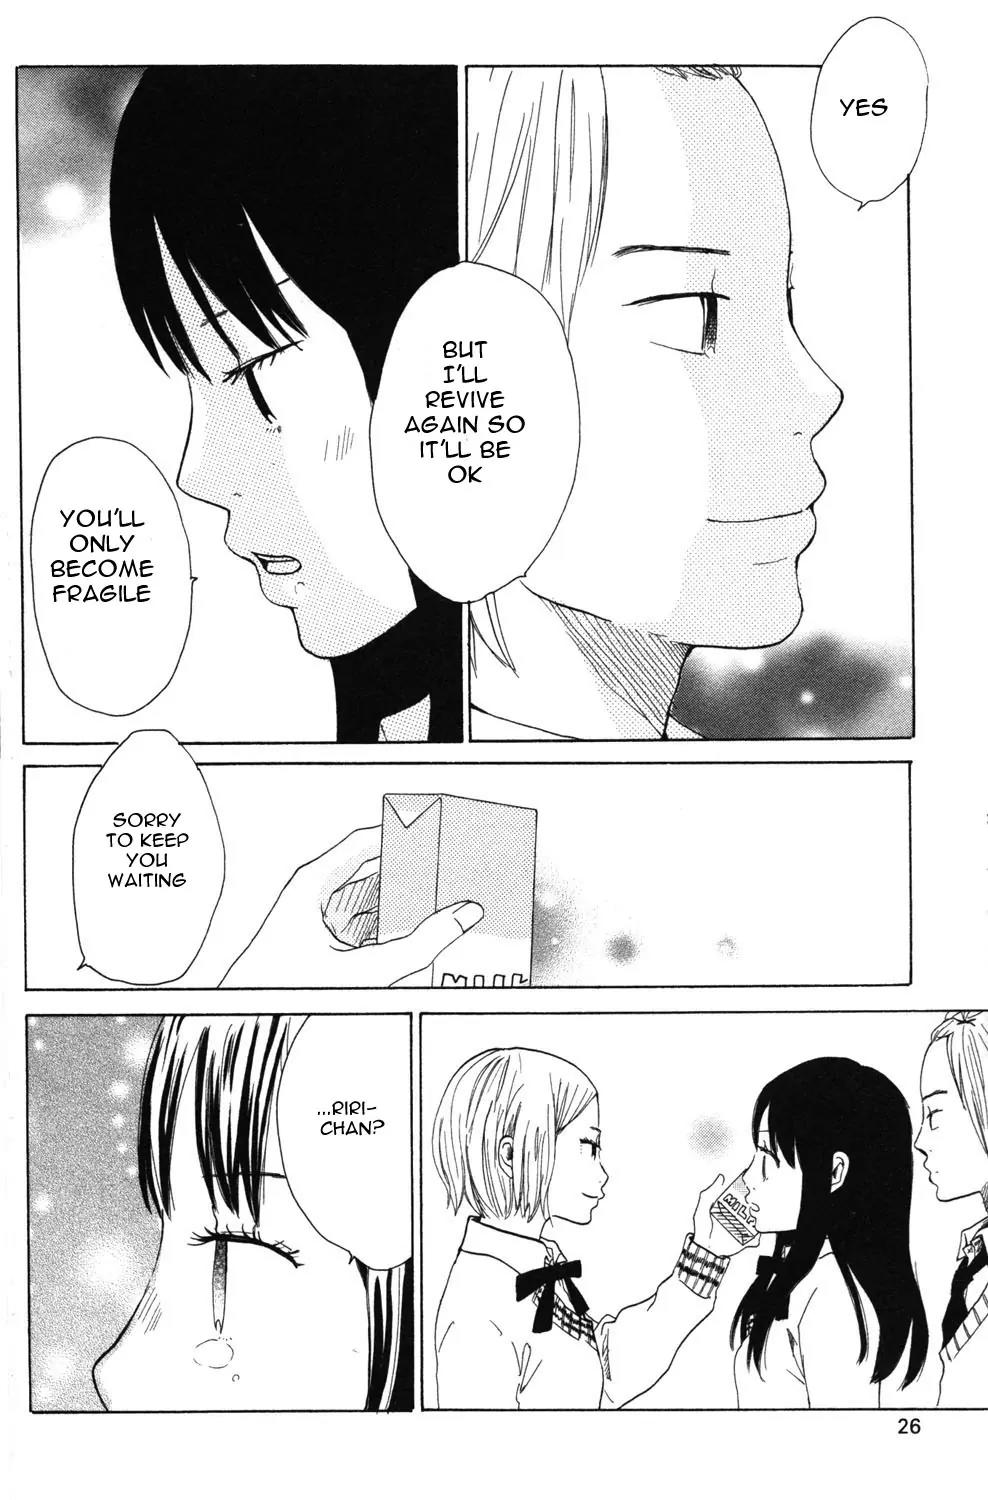 YES
BUT
I'LL
REVIVE
AGAIN SO
IT'LL BE
OK
YOU'LL
ONLY
BECOME
FRAGILE
SORRY
TO KEEP
YOU
WAITING
MILK
MILK
...RIRI-
CHAN?
26